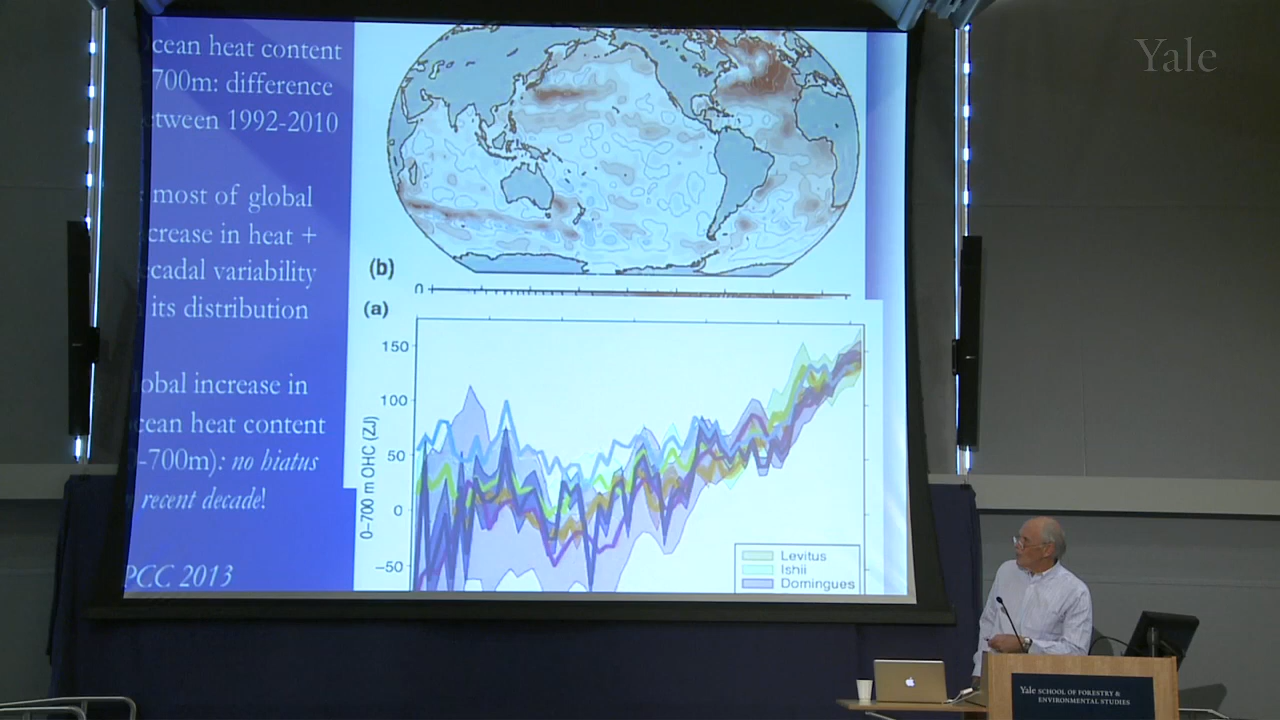 Yale
cean heat content
700m: difference
tween 1992-2010
most of global
crease in heat +
cadal variability
its distribution
obal increase in
cean heat content
-700m): no hiatus
recent decade!
PCC 2013
(b)
0
(a)
150
100
50
0
−50
0–700 m OHC (ZJ)
Levitus
Ishii
Domingues
Yale SCHOOL OF FORESTRY &
ENVIRONMENTAL STUDIES